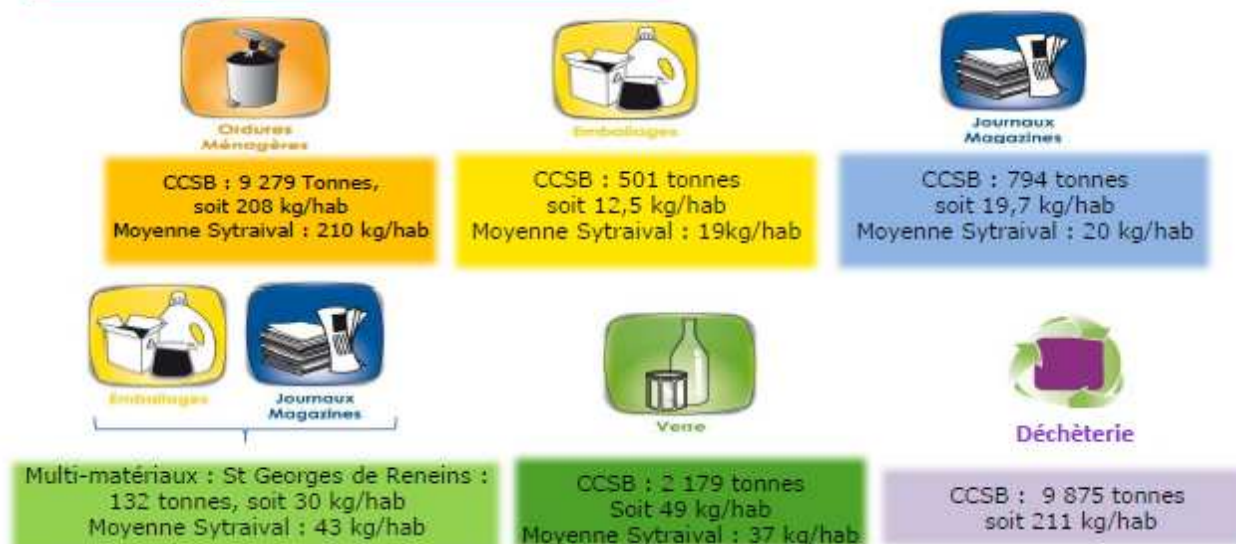 Ordures
Ménagères
CCSB : 9 279 Tonnes,
soit 208 kg/hab
Moyenne Sytraival : 210 kg/hab
Emballages
CCSB : 501 tonnes
soit 12,5 kg/hab
Moyenne Sytraival : 19kg/hab
Journaux
Magazines
CCSB : 794 tonnes
soit 19,7 kg/hab
Moyenne Sytraival : 20 kg/hab
Emballages
Journaux
Magazines
Multi-matériaux : St Georges de Reneins :
132 tonnes, soit 30 kg/hab
Moyenne Sytraival : 43 kg/hab
Verre
CCSB : 2 179 tonnes
Soit 49 kg/hab
Moyenne Sytraival : 37 kg/hab
Déchèterie
CCSB : 9 875 tonnes
soit 211 kg/hab